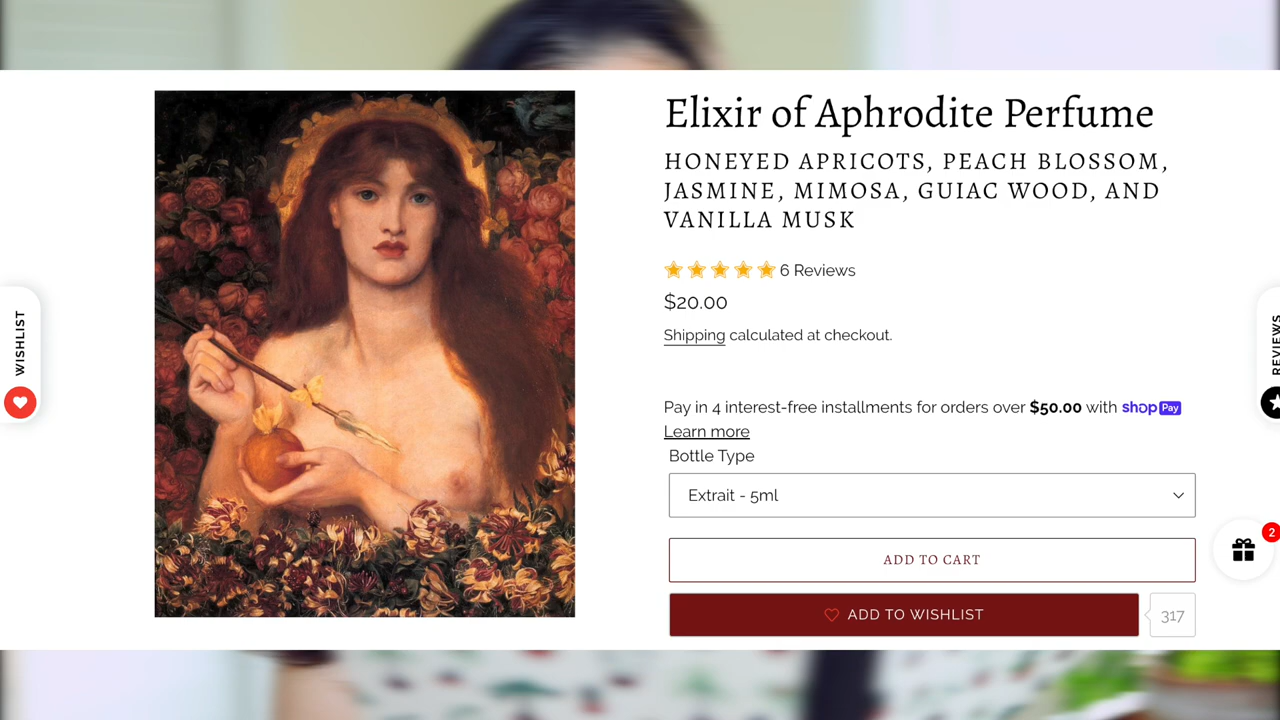 Elixir of Aphrodite Perfume
HONEYED APRICOTS, PEACH BLOSSOM,
JASMINE, MIMOSA, GUIAC WOOD, AND
VANILLA MUSK
6 Reviews
$20.00
Shipping calculated at checkout.
Pay in 4 interest-free installments for orders over $50.00 with shop Pay
Learn more
Bottle Type
Extrait - 5ml
ADD TO CART
ADD TO WISHLIST
317
WISHLIST
REVIEWS
2